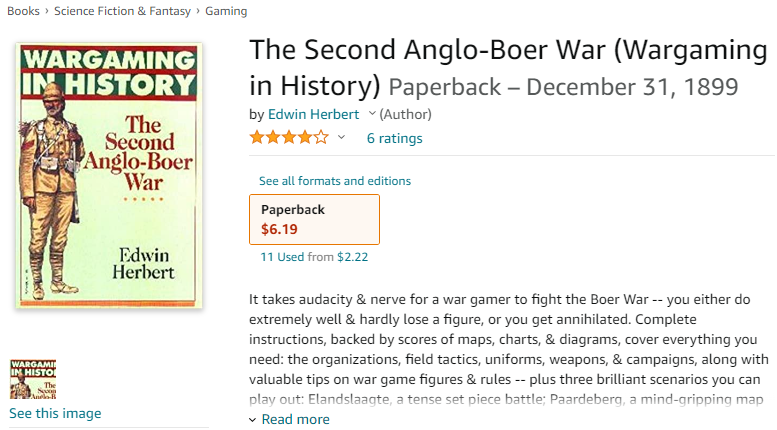 Books › Science Fiction & Fantasy › Gaming
WARGAMING
IN HISTORY
The
Second
Anglo-Boer
War
Edwin
Herbert
The Second Anglo-Boer War (Wargaming
in History) Paperback – December 31, 1899
by Edwin Herbert (Author)
6 ratings
See all formats and editions
Paperback
$6.19
11 Used from $2.22
It takes audacity & nerve for a war gamer to fight the Boer War -- you either do
extremely well & hardly lose a figure, or you get annihilated. Complete
instructions, backed by scores of maps, charts, & diagrams, cover everything you
need: the organizations, field tactics, uniforms, weapons, & campaigns, along with
valuable tips on war game figures & rules -- plus three brilliant scenarios you can
play out: Elandslaagte, a tense set piece battle; Paardeberg, a mind-gripping map
Read more
See this image